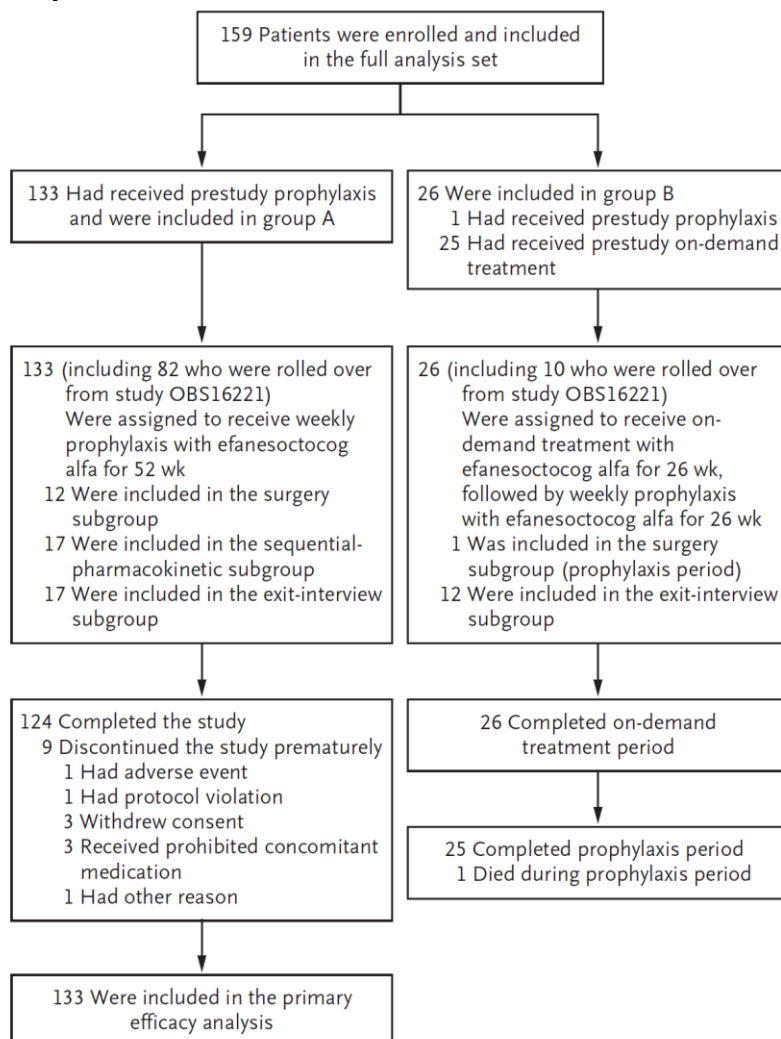 159 Patients were enrolled and included
in the full analysis set
133 Had received prestudy prophylaxis
and were included in group A
26 Were included in group B
1 Had received prestudy prophylaxis
25 Had received prestudy on-demand
treatment
133 (including 82 who were rolled over
from study OBS16221)
Were assigned to receive weekly
prophylaxis with efanesoctocog
alfa for 52 wk
12 Were included in the surgery
subgroup
17 Were included in the sequential-
pharmacokinetic subgroup
17 Were included in the exit-interview
subgroup
26 (including 10 who were rolled over
from study OBS16221)
Were assigned to receive on-
demand treatment with
efanesoctocog alfa for 26 wk,
followed by weekly prophylaxis
with efanesoctocog alfa for 26 wk
1 Was included in the surgery
subgroup (prophylaxis period)
12 Were included in the exit-interview
subgroup
124 Completed the study
9 Discontinued the study prematurely
1 Had adverse event
1 Had protocol violation
3 Withdrew consent
3 Received prohibited concomitant
medication
1 Had other reason
26 Completed on-demand
treatment period
25 Completed prophylaxis period
1 Died during prophylaxis period
133 Were included in the primary
efficacy analysis